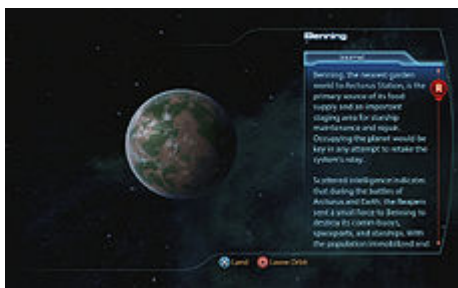 Benning
Journal
Benning, the nearest garden
world to Arcturus Station, is the
primary source of its food
supply and an important
staging area for starship
maintenance and repair.
Occupying the planet would be
key in any attempt to retake the
system's relay.
Scattered intelligence indicates
that during the battles of
Arcturus and Earth, the Reapers
sent a small force to Benning to
destroy its comm buoys,
spaceports, and starships. With
the population immobilized and
R
Land
Leave Orbit